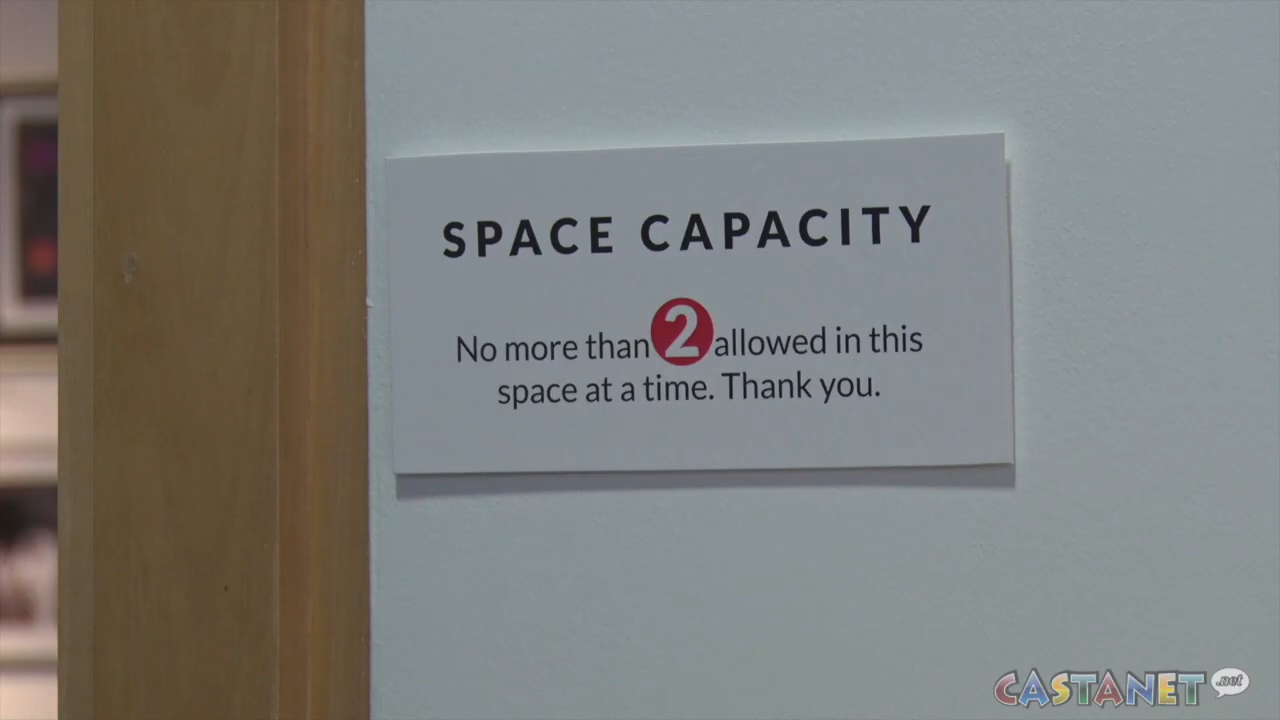 SPACE CAPACITY
No more than 2 allowed in this
space at a time. Thank you.
CASTANET .net